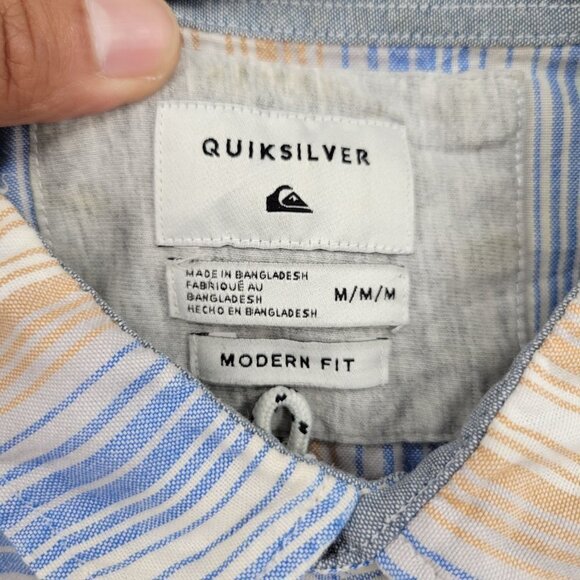 QUIKSILVER
MADE IN BANGLADESH
FABRIQUÉ AU
BANGLADESH
HECHO EN BANGLADESH
M/M/M
MODERN FIT